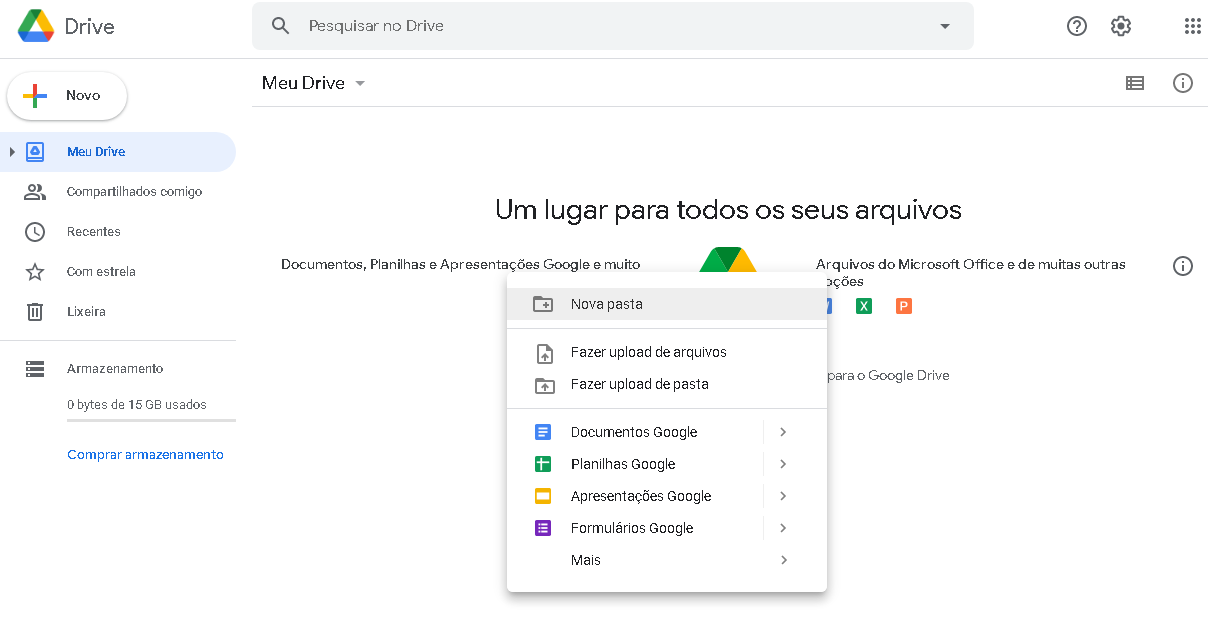 Drive
Pesquisar no Drive
Novo
Meu Drive
Meu Drive
Compartilhados comigo
Recentes
Com estrela
Lixeira
Armazenamento
0 bytes de 15 GB usados
Comprar armazenamento
Um lugar para todos os seus arquivos
Documentos, Planilhas e Apresentações Google e muito
Arquivos do Microsoft Office e de muitas outras
X
P
para o Google Drive
Nova pasta
Fazer upload de arquivos
Fazer upload de pasta
Documentos Google
Planilhas Google
Apresentações Google
Formulários Google
Mais